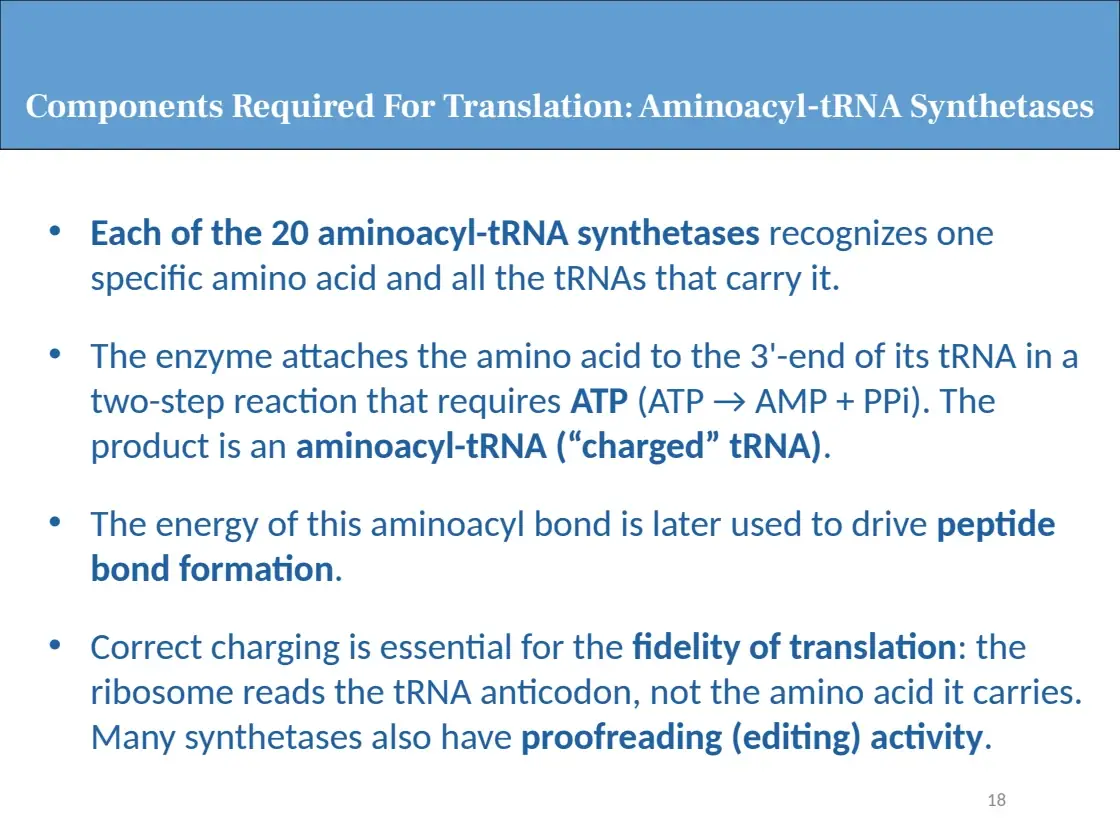 Components Required For Translation: Aminoacyl-tRNA Synthetases
• Each of the 20 aminoacyl-tRNA synthetases recognizes one
specific amino acid and all the tRNAs that carry it.
• The enzyme attaches the amino acid to the 3'-end of its tRNA in a
two-step reaction that requires ATP (ATP → AMP + PPi). The
product is an aminoacyl-tRNA (“charged” tRNA).
• The energy of this aminoacyl bond is later used to drive peptide
bond formation.
• Correct charging is essential for the fidelity of translation: the
ribosome reads the tRNA anticodon, not the amino acid it carries.
Many synthetases also have proofreading (editing) activity.
18